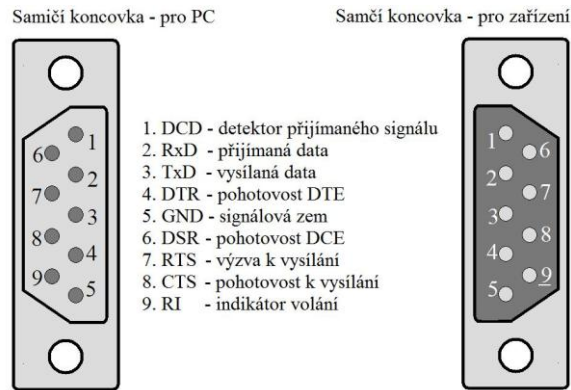 Samičí koncovka - pro PC
Samčí koncovka - pro zařízení
1
2
3
4
5
6
7
8
9
1. DCD - detektor přijímaného signálu
2. RxD - přijímaná data
3. TxD - vysílaná data
4. DTR - pohotovost DTE
5. GND - signálová zem
6. DSR - pohotovost DCE
7. RTS - výzva k vysílání
8. CTS - pohotovost k vysílání
9. RI - indikátor volání
1
2
3
4
5
6
7
8
9